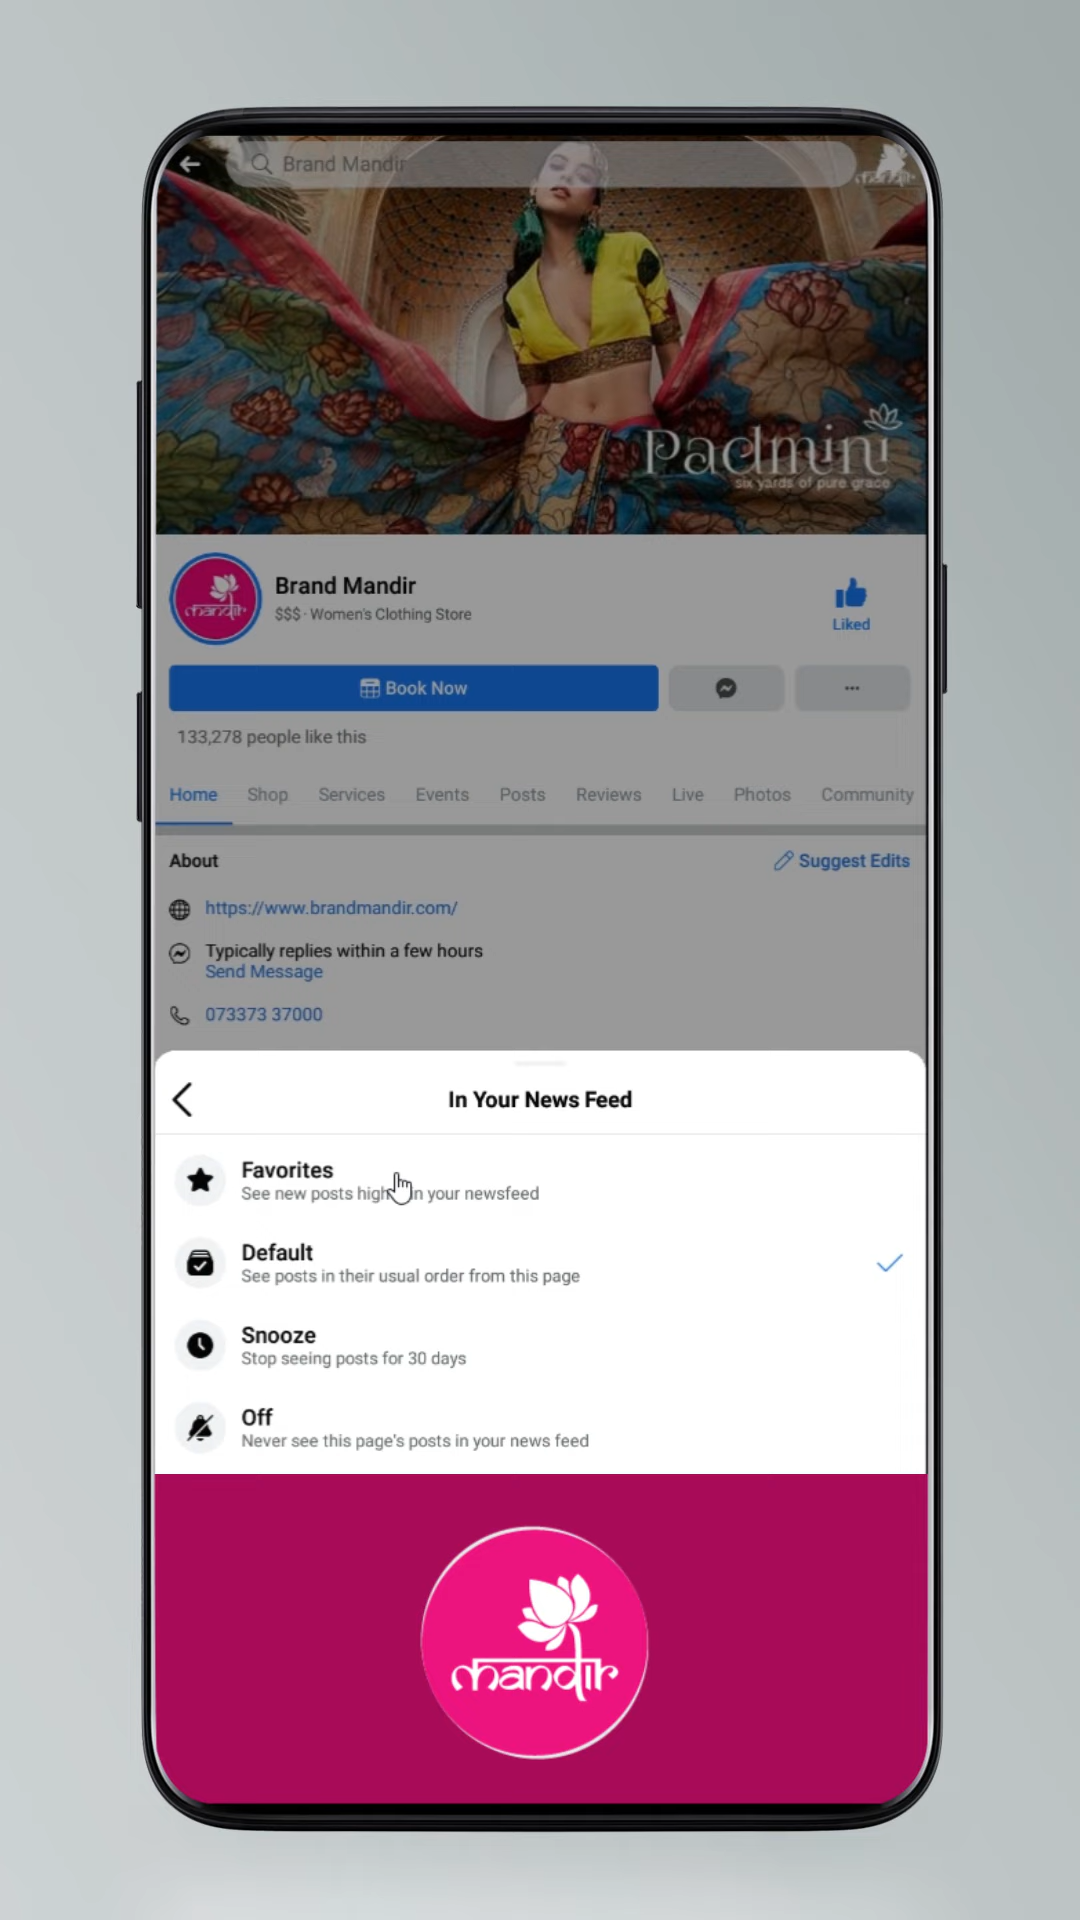 Brand Mandir
mandir
Padmini
six yards of pure grace
mandir
Brand Mandir
$$$ · Women's Clothing Store
Liked
Book Now
133,278 people like this
Home Shop Services Events Posts Reviews Live Photos Community
About
Suggest Edits
https://www.brandmandir.com/
Typically replies within a few hours
Send Message
073373 37000
In Your News Feed
Favorites
See new posts high in your newsfeed
Default
See posts in their usual order from this page
Snooze
Stop seeing posts for 30 days
Off
Never see this page's posts in your news feed
mandir